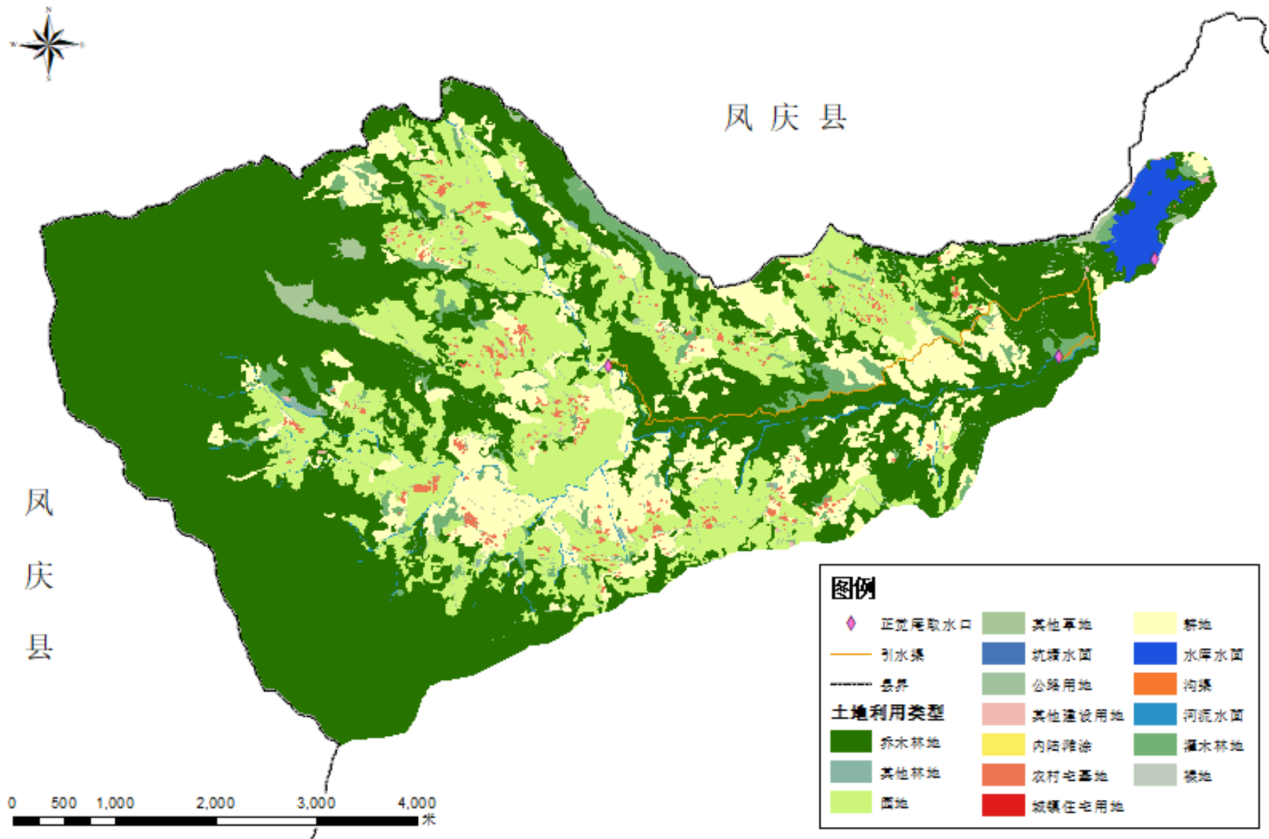 N
W
E
S
凤庆县
凤
庆
县
图例
正觉庵取水口
引水渠
县界
土地利用类型
乔木林地
其他林地
园地
其他草地
坑塘水面
公路用地
其他建设用地
内陆滩涂
农村宅基地
城镇住宅用地
耕地
水库水面
沟渠
河流水面
灌木林地
裸地
0 500 1,000 2,000 3,000 4,000
米